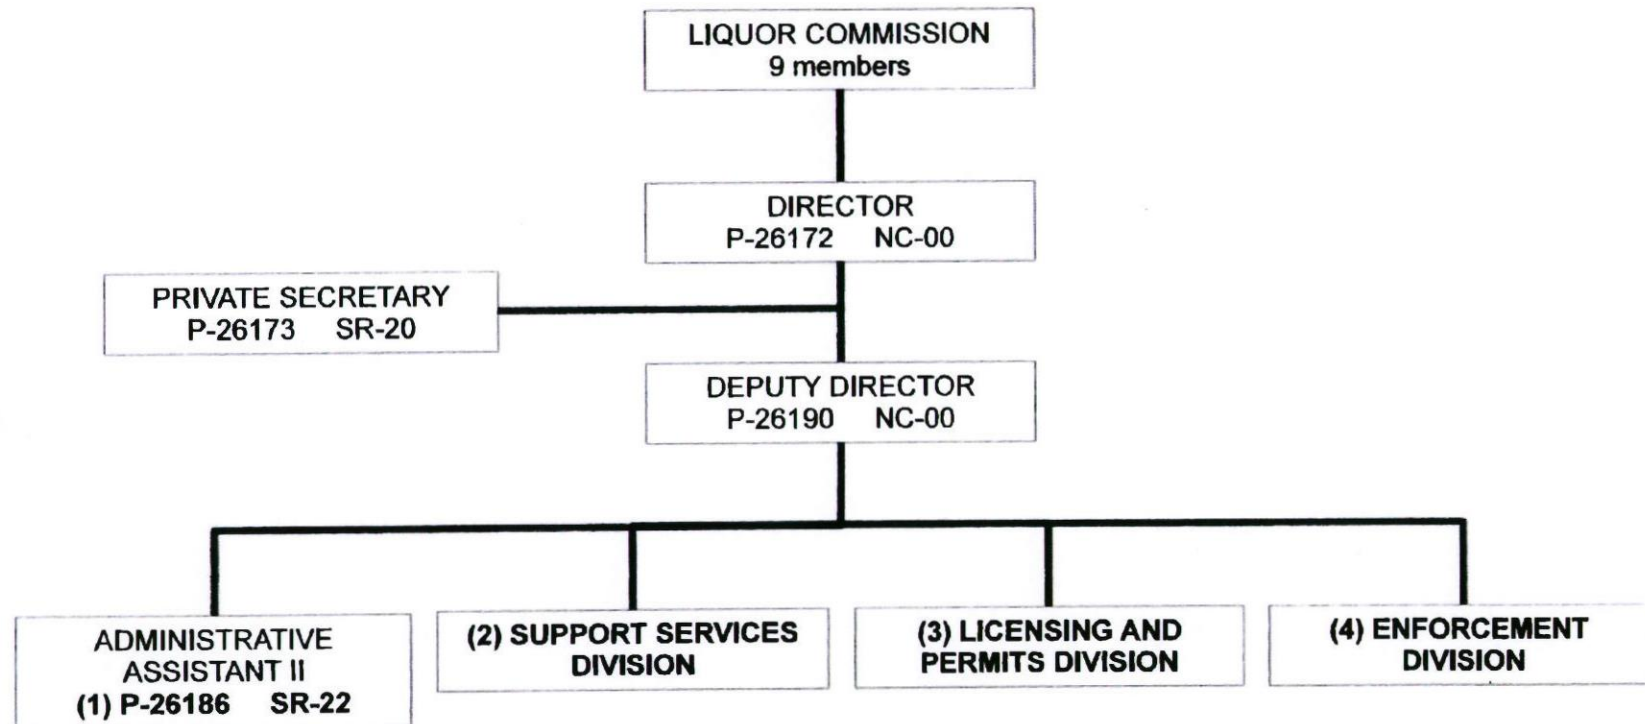 LIQUOR COMMISSION
9 members
DIRECTOR
P-26172 NC-00
PRIVATE SECRETARY
P-26173 SR-20
DEPUTY DIRECTOR
P-26190 NC-00
ADMINISTRATIVE
ASSISTANT II
(1) P-26186 SR-22
(2) SUPPORT SERVICES
DIVISION
(3) LICENSING AND
PERMITS DIVISION
(4) ENFORCEMENT
DIVISION